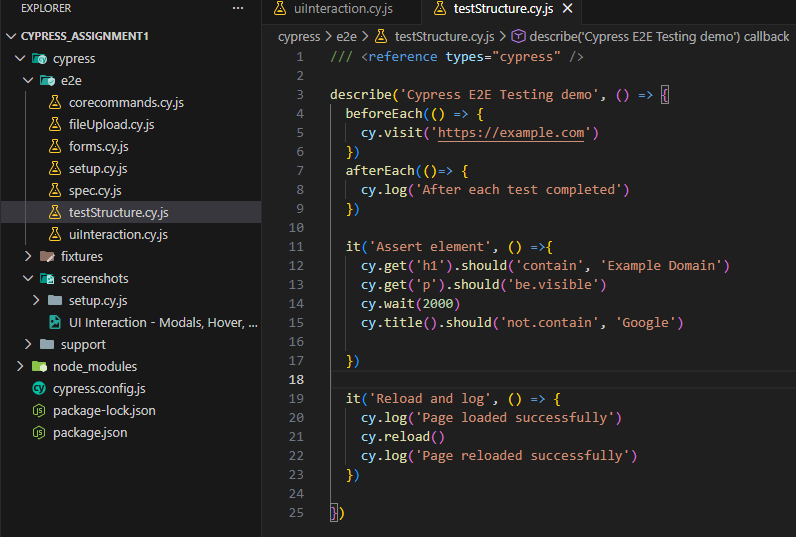 EXPLORER ···
CYPRESS_ASSIGNMENT1
cypress
e2e
corecommands.cy.js
fileUpload.cy.js
forms.cy.js
setup.cy.js
spec.cy.js
testStructure.cy.js
uiInteraction.cy.js
fixtures
screenshots
setup.cy.js
UI Interaction - Modals, Hover, ...
support
node_modules
cypress.config.js
package-lock.json
package.json
uiInteraction.cy.js testStructure.cy.js
cypress > e2e > testStructure.cy.js > describe('Cypress E2E Testing demo') callback
1 /// <reference types="cypress" />
2
3 describe('Cypress E2E Testing demo', () => {
4 beforeEach(() => {
5 cy.visit('https://example.com')
6 })
7 afterEach(()=> {
8 cy.log('After each test completed')
9 })
10
11 it('Assert element', () =>{
12 cy.get('h1').should('contain', 'Example Domain')
13 cy.get('p').should('be.visible')
14 cy.wait(2000)
15 cy.title().should('not.contain', 'Google')
16
17 })
18
19 it('Reload and log', () => {
20 cy.log('Page loaded successfully')
21 cy.reload()
22 cy.log('Page reloaded successfully')
23 })
24
25 })